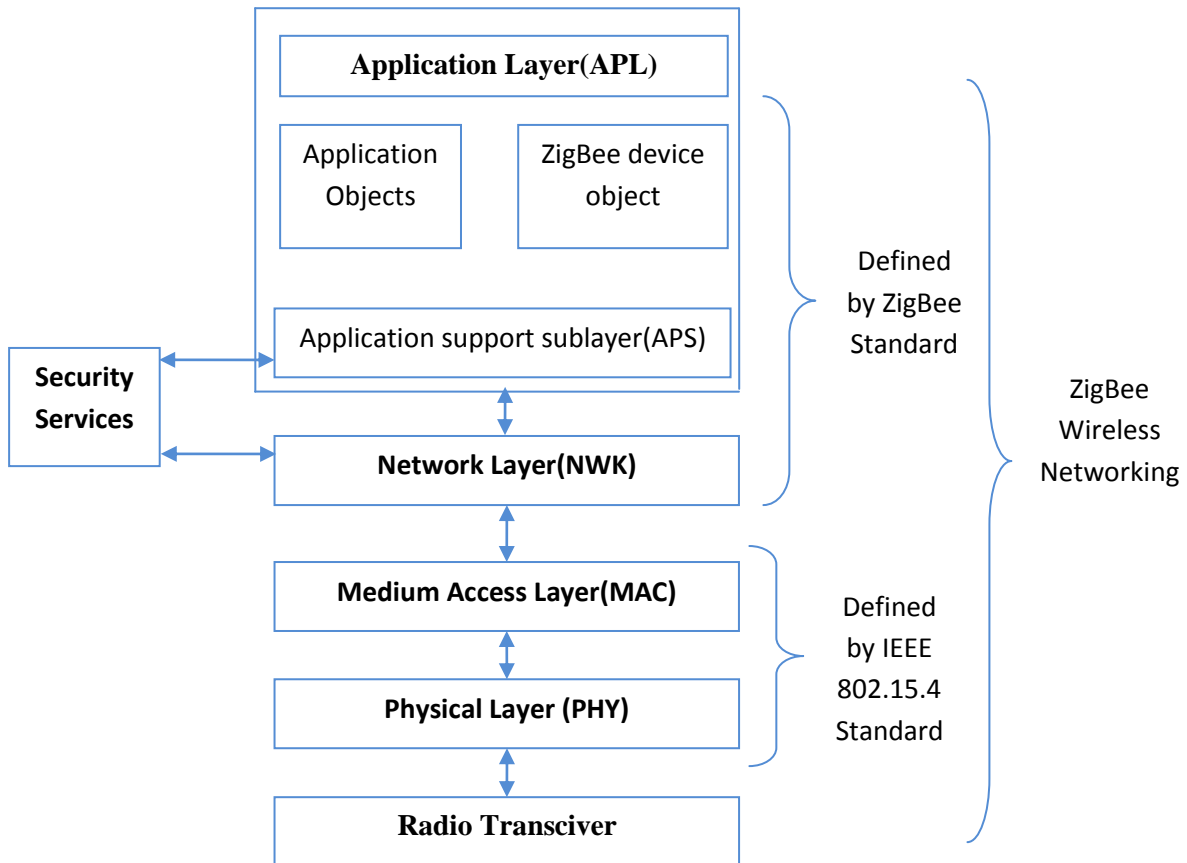 Application Layer(APL)
Application
Objects
ZigBee device
object
Application support sublayer(APS)
Security
Services
Network Layer(NWK)
Medium Access Layer(MAC)
Physical Layer (PHY)
Radio Transciver
Defined
by ZigBee
Standard
Defined
by IEEE
802.15.4
Standard
ZigBee
Wireless
Networking